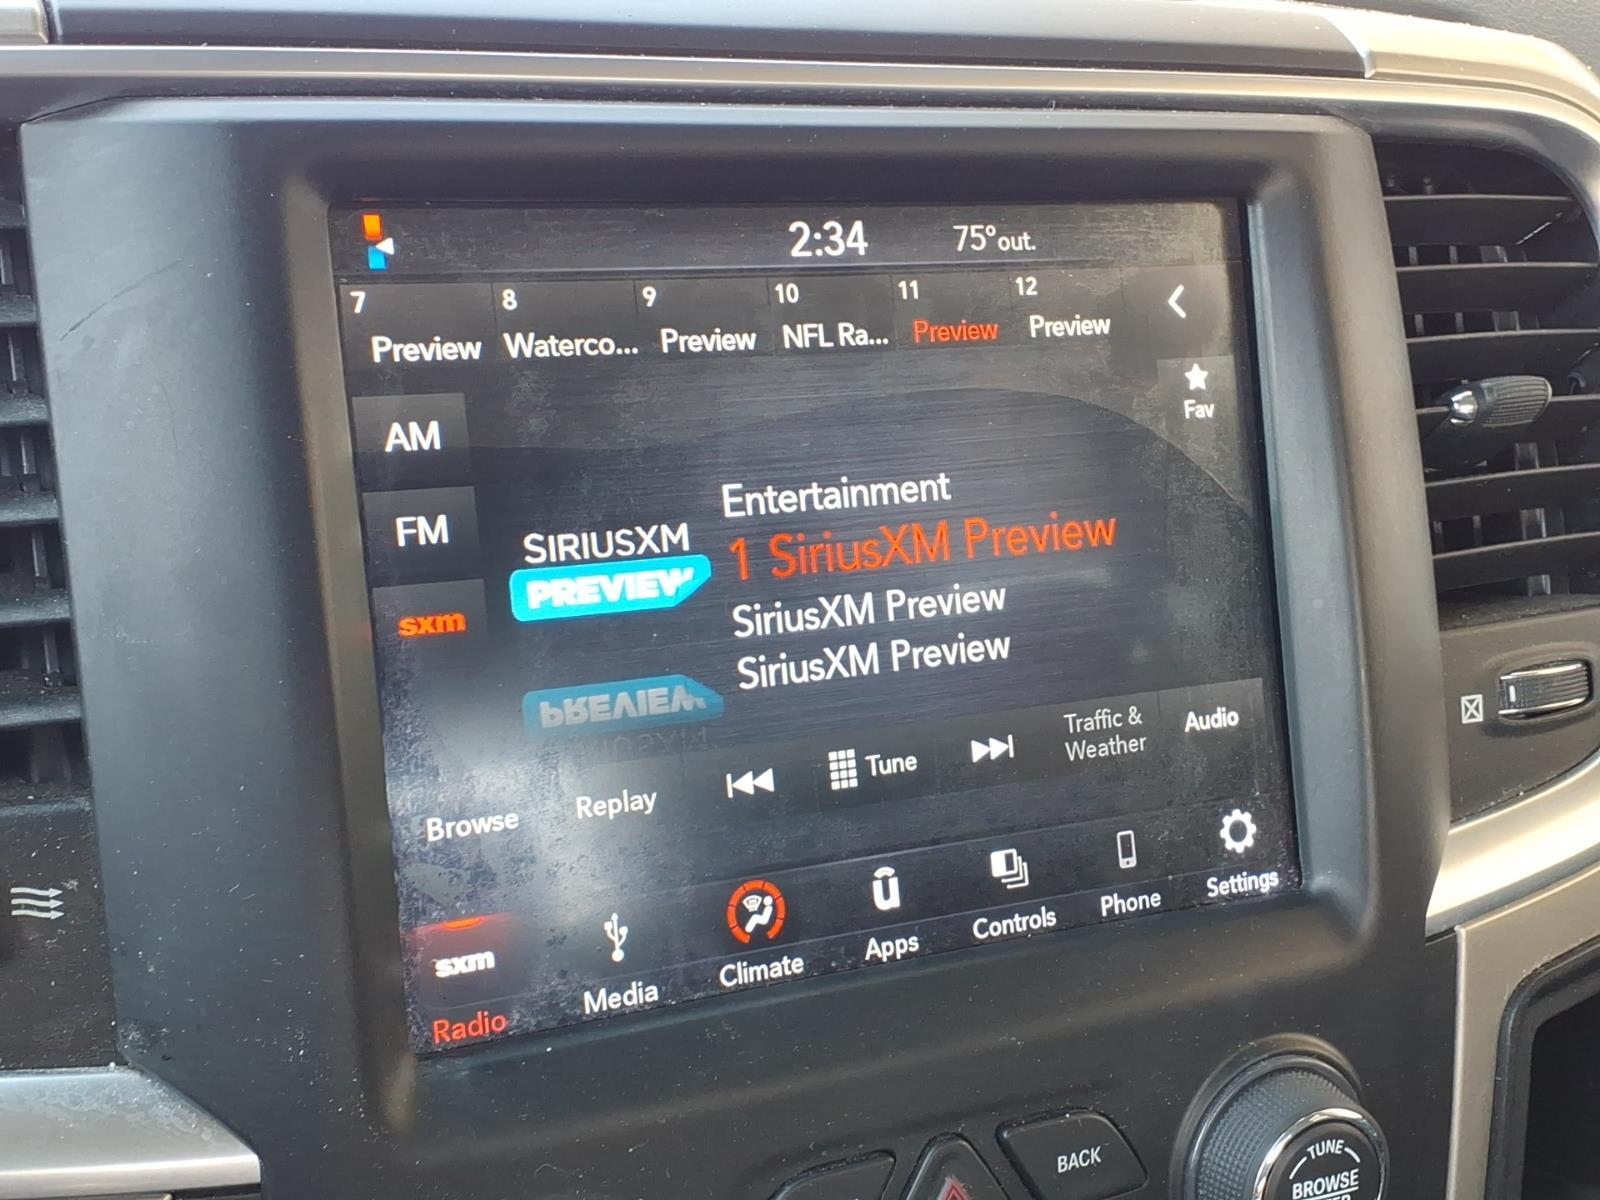 2:34 75° out.
7 8 9 10 11 12
Preview Waterco... Preview NFL Ra... Preview Preview
Fav
AM
FM
sxm
SIRIUSXM
PREVIEW
Entertainment
1 SiriusXM Preview
SiriusXM Preview
SiriusXM Preview
Browse Replay Tune Traffic & Weather Audio
sxm
Radio Media Climate Apps Controls Phone Settings
BACK
TUNE
BROWSE